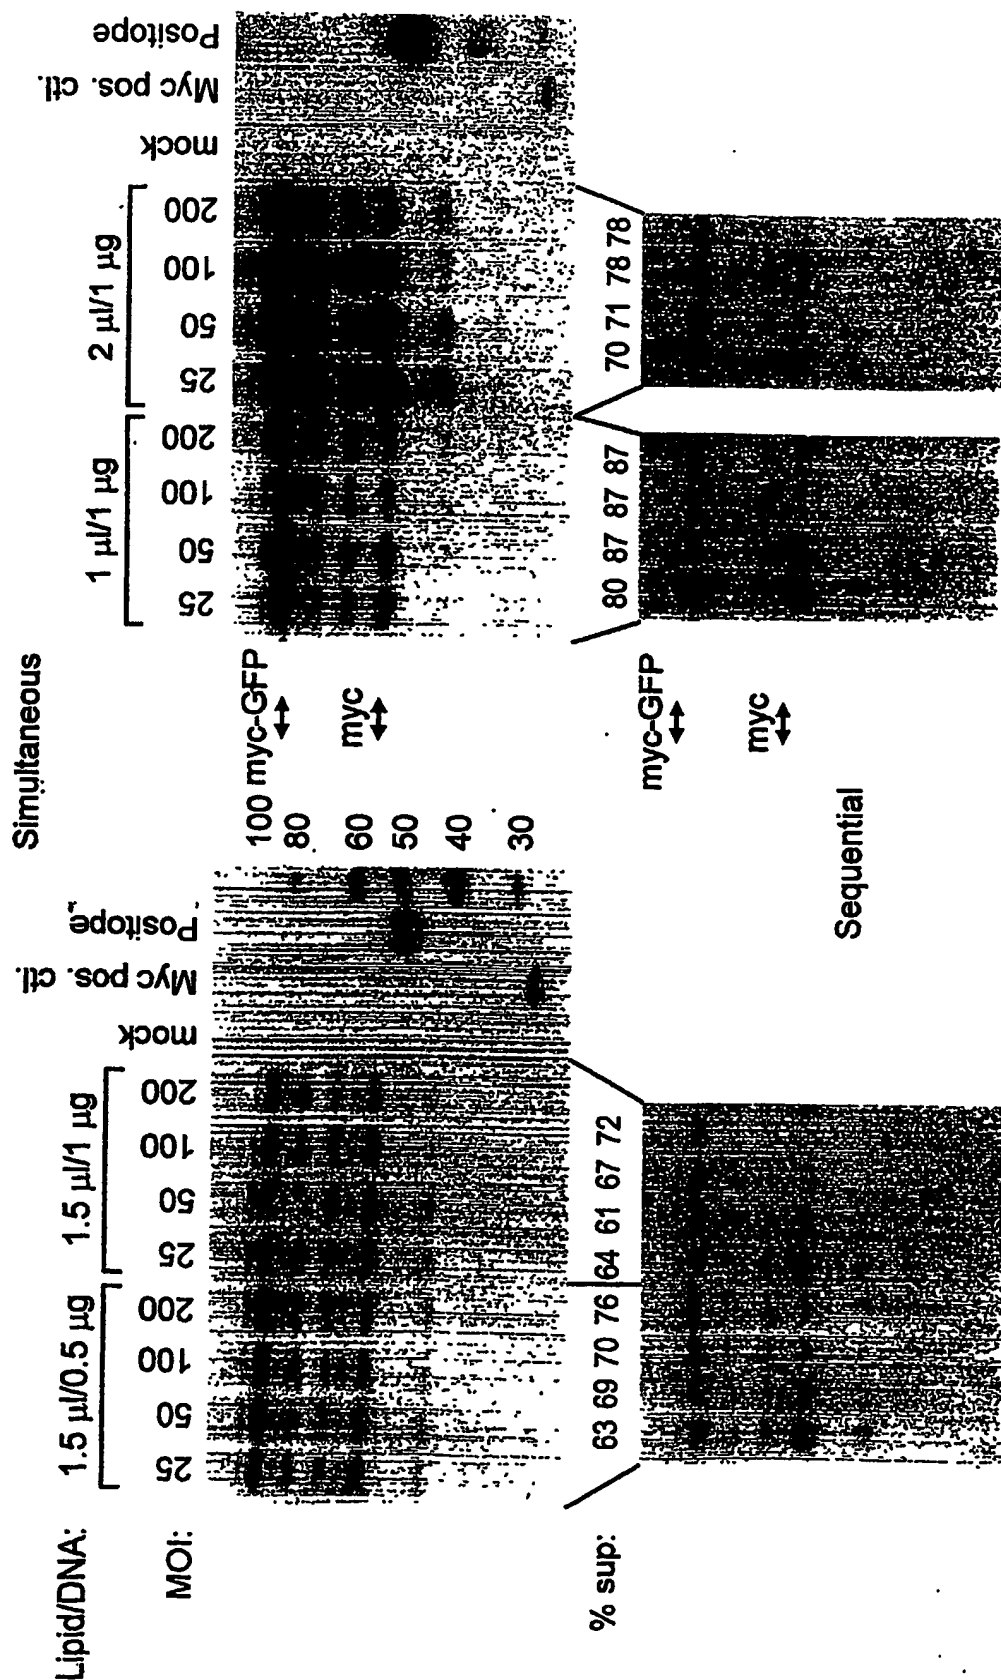 Simultaneous
Lipid/DNA: 1.5 µl/0.5 µg 1.5 µl/1 µg 1 µl/1 µg 2 µl/1 µg
MOI: 25 50 100 200 25 50 100 200 mock Myc pos. ctl. Positope 25 50 100 200 25 50 100 200 mock Myc pos. ctl. Positope
100 myc-GFP
80
60 myc
50
40
30
% sup: 63 69 70 76 64 61 67 72 80 87 87 87 70 71 78 78
myc-GFP
myc
Sequential